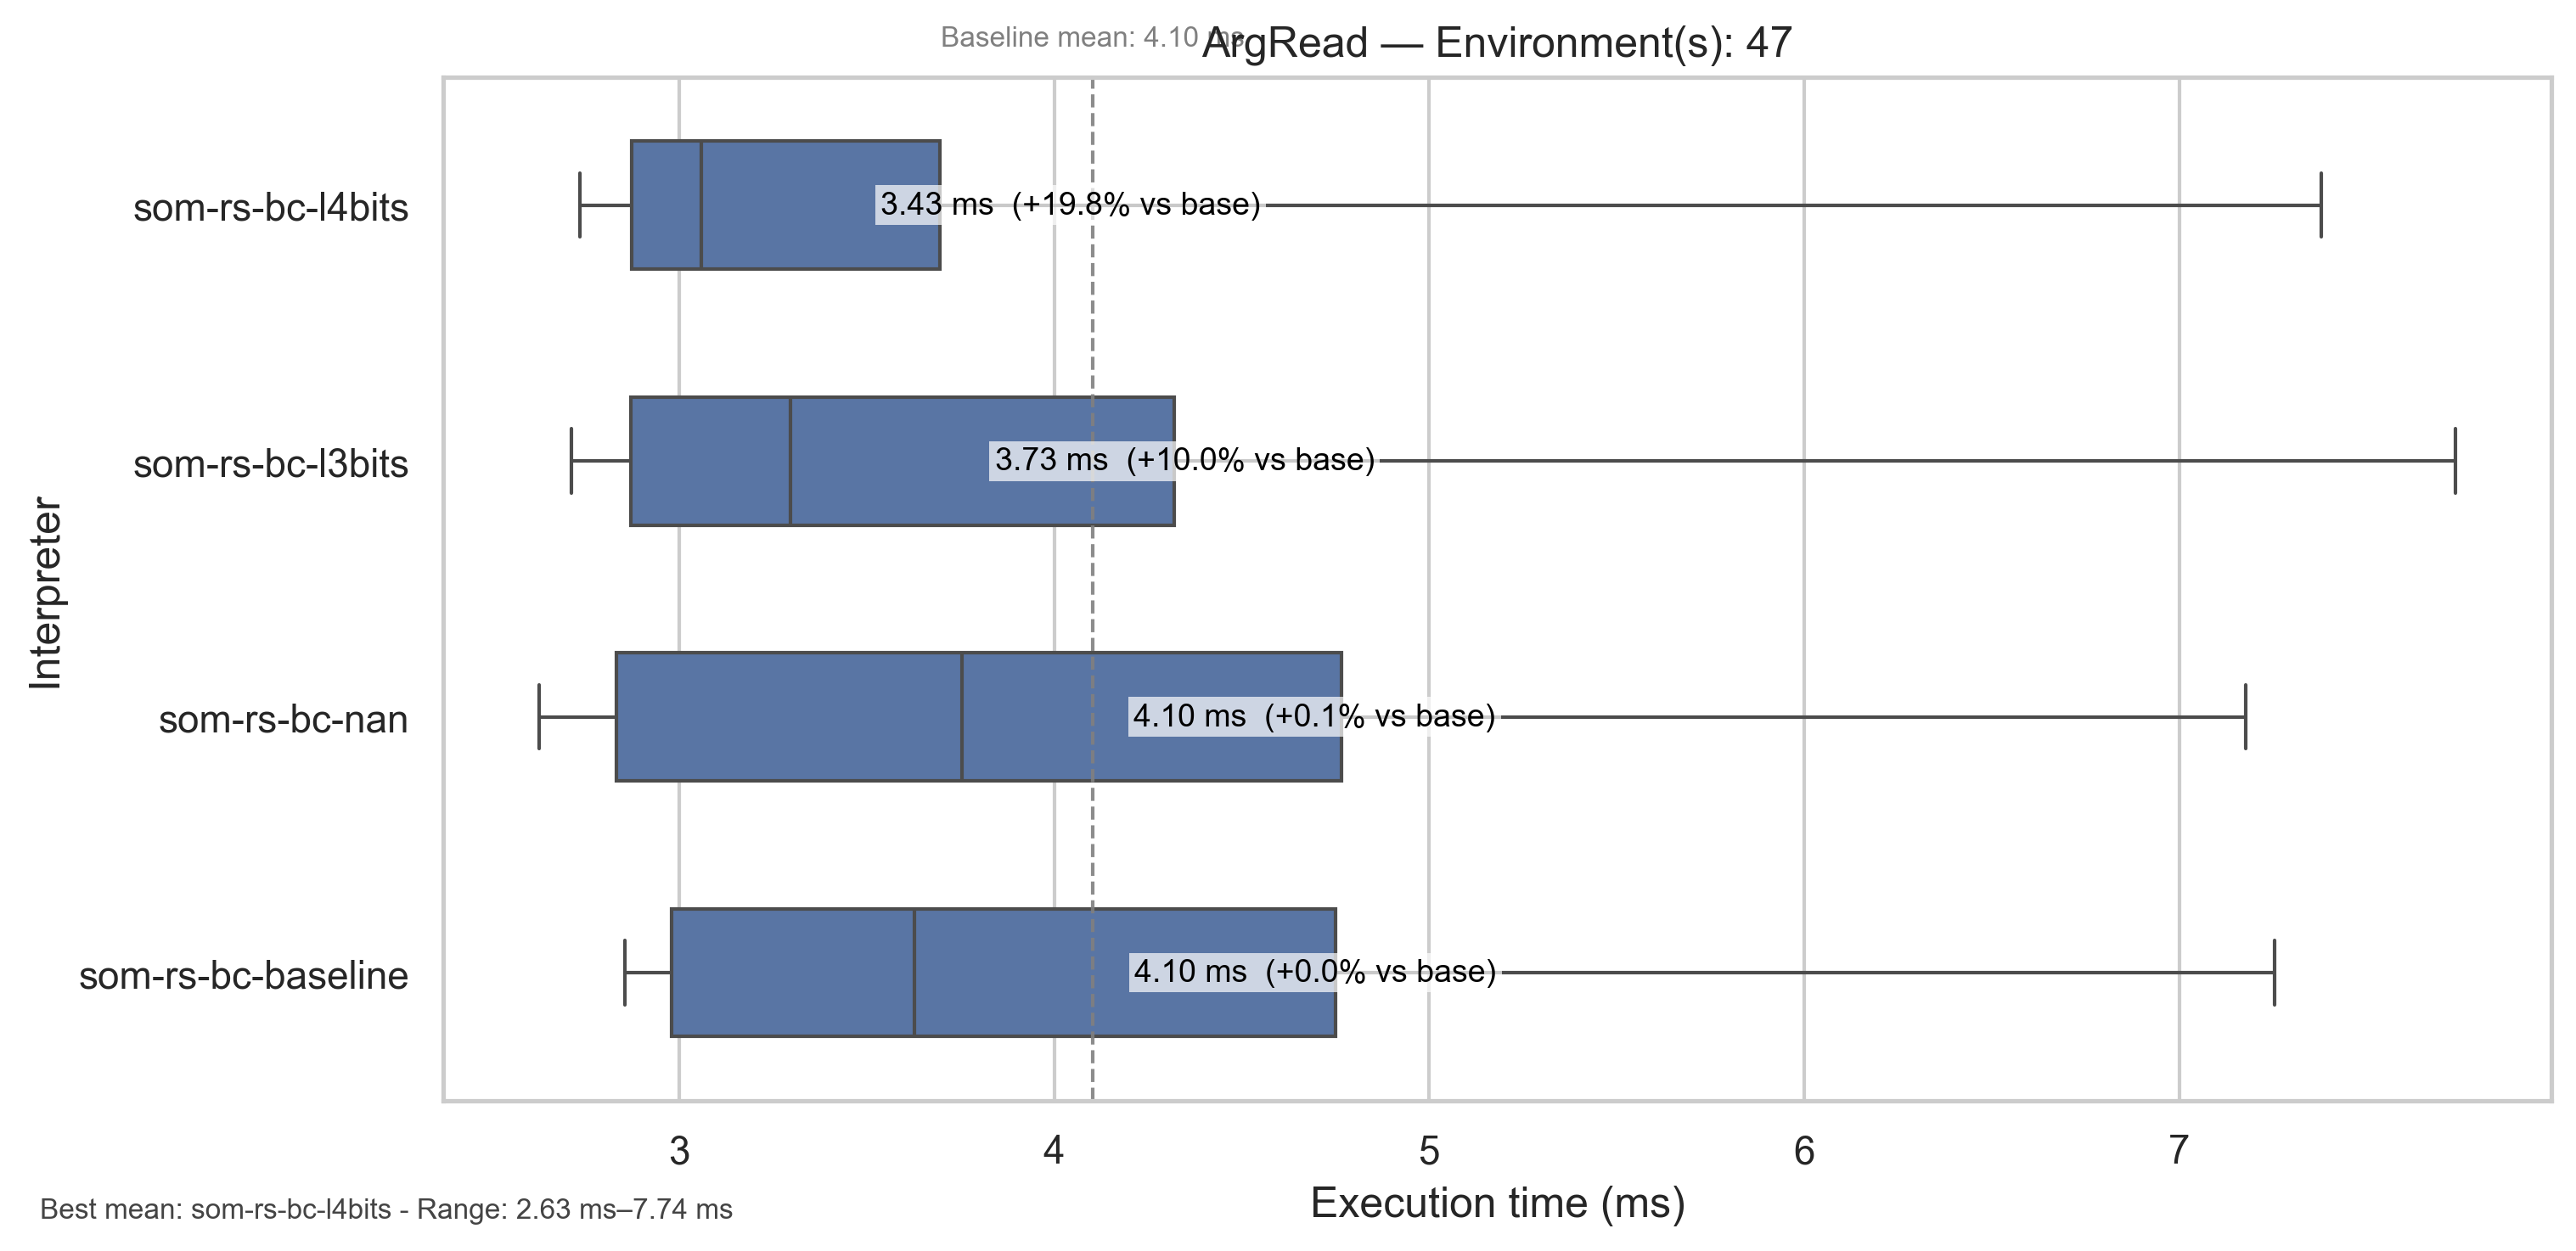 Baseline mean: 4.10 ms
ArgRead — Environment(s): 47
Interpreter
som-rs-bc-l4bits
3.43 ms (+19.8% vs base)
som-rs-bc-l3bits
3.73 ms (+10.0% vs base)
som-rs-bc-nan
4.10 ms (+0.1% vs base)
som-rs-bc-baseline
4.10 ms (+0.0% vs base)
3 4 5 6 7
Execution time (ms)
Best mean: som-rs-bc-l4bits - Range: 2.63 ms–7.74 ms